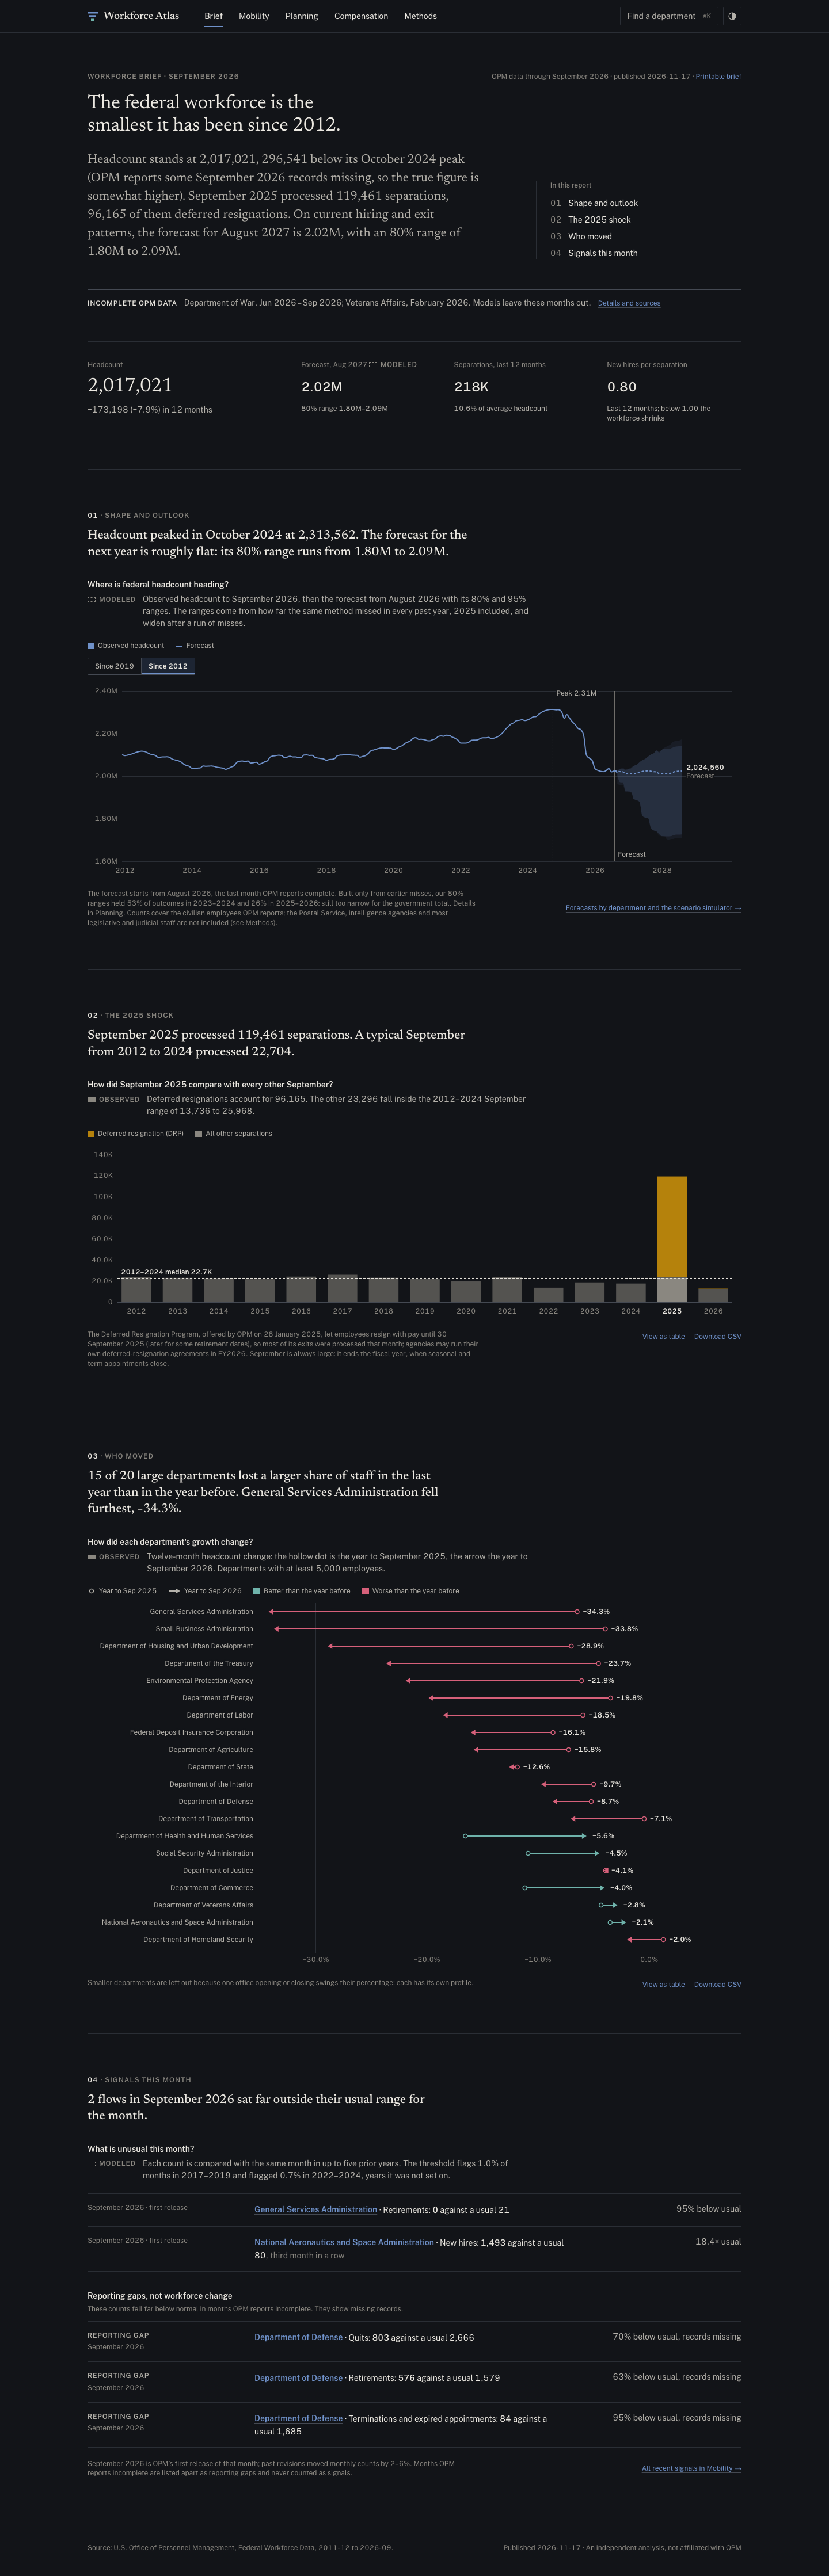 Workforce Atlas
Brief
Mobility
Planning
Compensation
Methods
Find a department ⌘K
WORKFORCE BRIEF · SEPTEMBER 2026
OPM data through September 2026 · published 2026-11-17 · Printable brief
The federal workforce is the
smallest it has been since 2012.
Headcount stands at 2,017,021, 296,541 below its October 2024 peak
(OPM reports some September 2026 records missing, so the true figure is
somewhat higher). September 2025 processed 119,461 separations,
96,165 of them deferred resignations. On current hiring and exit
patterns, the forecast for August 2027 is 2.02M, with an 80% range of
1.80M to 2.09M.
In this report
01 Shape and outlook
02 The 2025 shock
03 Who moved
04 Signals this month
INCOMPLETE OPM DATA Department of War, Jun 2026–Sep 2026; Veterans Affairs, February 2026. Models leave these months out. Details and sources
Headcount
2,017,021
−173,198 (−7.9%) in 12 months
Forecast, Aug 2027 MODELED
2.02M
80% range 1.80M–2.09M
Separations, last 12 months
218K
10.6% of average headcount
New hires per separation
0.80
Last 12 months; below 1.00 the
workforce shrinks
01 · SHAPE AND OUTLOOK
Headcount peaked in October 2024 at 2,313,562. The forecast for the
next year is roughly flat: its 80% range runs from 1.80M to 2.09M.
Where is federal headcount heading?
MODELED Observed headcount to September 2026, then the forecast from August 2026 with its 80% and 95%
ranges. The ranges come from how far the same method missed in every past year, 2025 included, and
widen after a run of misses.
Observed headcount
Forecast
Since 2019
Since 2012
2.40M
2.20M
2.00M
1.80M
1.60M
Peak 2.31M
2,024,560
Forecast
Forecast
2012
2014
2016
2018
2020
2022
2024
2026
2028
The forecast starts from August 2026, the last month OPM reports complete. Built only from earlier misses, our 80%
ranges held 53% of outcomes in 2023–2024 and 26% in 2025–2026: still too narrow for the government total. Details
in Planning. Counts cover the civilian employees OPM reports; the Postal Service, intelligence agencies and most
legislative and judicial staff are not included (see Methods).
Forecasts by department and the scenario simulator →
02 · THE 2025 SHOCK
September 2025 processed 119,461 separations. A typical September
from 2012 to 2024 processed 22,704.
How did September 2025 compare with every other September?
OBSERVED Deferred resignations account for 96,165. The other 23,296 fall inside the 2012–2024 September
range of 13,736 to 25,968.
Deferred resignation (DRP)
All other separations
140K
120K
100K
80.0K
60.0K
40.0K
20.0K
0
2012–2024 median 22.7K
2012
2013
2014
2015
2016
2017
2018
2019
2020
2021
2022
2023
2024
2025
2026
The Deferred Resignation Program, offered by OPM on 28 January 2025, let employees resign with pay until 30
September 2025 (later for some retirement dates), so most of its exits were processed that month; agencies may run their
own deferred-resignation agreements in FY2026. September is always large: it ends the fiscal year, when seasonal and
term appointments close.
View as table
Download CSV
03 · WHO MOVED
15 of 20 large departments lost a larger share of staff in the last
year than in the year before. General Services Administration fell
furthest, −34.3%.
How did each department's growth change?
OBSERVED Twelve-month headcount change: the hollow dot is the year to September 2025, the arrow the year to
September 2026. Departments with at least 5,000 employees.
Year to Sep 2025
Year to Sep 2026
Better than the year before
Worse than the year before
General Services Administration −34.3%
Small Business Administration −33.8%
Department of Housing and Urban Development −28.9%
Department of the Treasury −23.7%
Environmental Protection Agency −21.9%
Department of Energy −19.8%
Department of Labor −18.5%
Federal Deposit Insurance Corporation −16.1%
Department of Agriculture −15.8%
Department of State −12.6%
Department of the Interior −9.7%
Department of Defense −8.7%
Department of Transportation −7.1%
Department of Health and Human Services −5.6%
Social Security Administration −4.5%
Department of Justice −4.1%
Department of Commerce −4.0%
Department of Veterans Affairs −2.8%
National Aeronautics and Space Administration −2.1%
Department of Homeland Security −2.0%
−30.0%
−20.0%
−10.0%
0.0%
Smaller departments are left out because one office opening or closing swings their percentage; each has its own profile.
View as table
Download CSV
04 · SIGNALS THIS MONTH
2 flows in September 2026 sat far outside their usual range for
the month.
What is unusual this month?
MODELED Each count is compared with the same month in up to five prior years. The threshold flags 1.0% of
months in 2017–2019 and flagged 0.7% in 2022–2024, years it was not set on.
September 2026 · first release
General Services Administration · Retirements: 0 against a usual 21
95% below usual
September 2026 · first release
National Aeronautics and Space Administration · New hires: 1,493 against a usual
80, third month in a row
18.4× usual
Reporting gaps, not workforce change
These counts fell far below normal in months OPM reports incomplete. They show missing records.
REPORTING GAP
September 2026
Department of Defense · Quits: 803 against a usual 2,666
70% below usual, records missing
REPORTING GAP
September 2026
Department of Defense · Retirements: 576 against a usual 1,579
63% below usual, records missing
REPORTING GAP
September 2026
Department of Defense · Terminations and expired appointments: 84 against a
usual 1,685
95% below usual, records missing
September 2026 is OPM's first release of that month; past revisions moved monthly counts by 2–6%. Months OPM
reports incomplete are listed apart as reporting gaps and never counted as signals.
All recent signals in Mobility →
Source: U.S. Office of Personnel Management, Federal Workforce Data, 2011-12 to 2026-09.
Published 2026-11-17 · An independent analysis, not affiliated with OPM